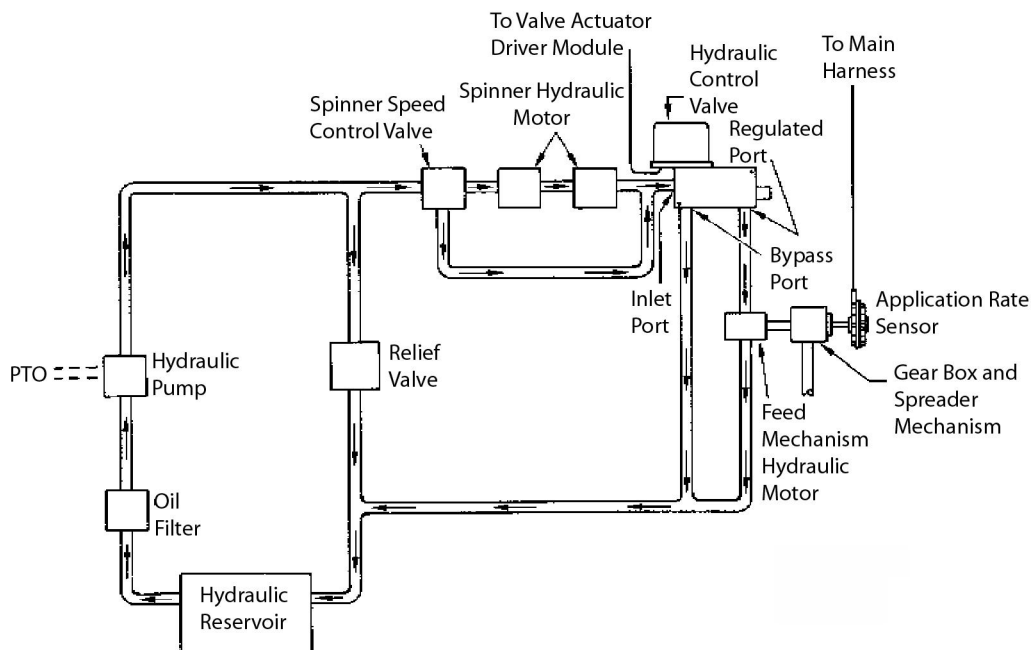 To Valve Actuator
Driver Module
To Main
Harness
Hydraulic
Control
Valve
Spinner Hydraulic
Motor
Spinner Speed
Control Valve
Regulated
Port
Bypass
Port
Inlet
Port
Application Rate
Sensor
Relief
Valve
Hydraulic
Pump
PTO
Gear Box and
Spreader
Mechanism
Feed
Mechanism
Hydraulic
Motor
Oil
Filter
Hydraulic
Reservoir